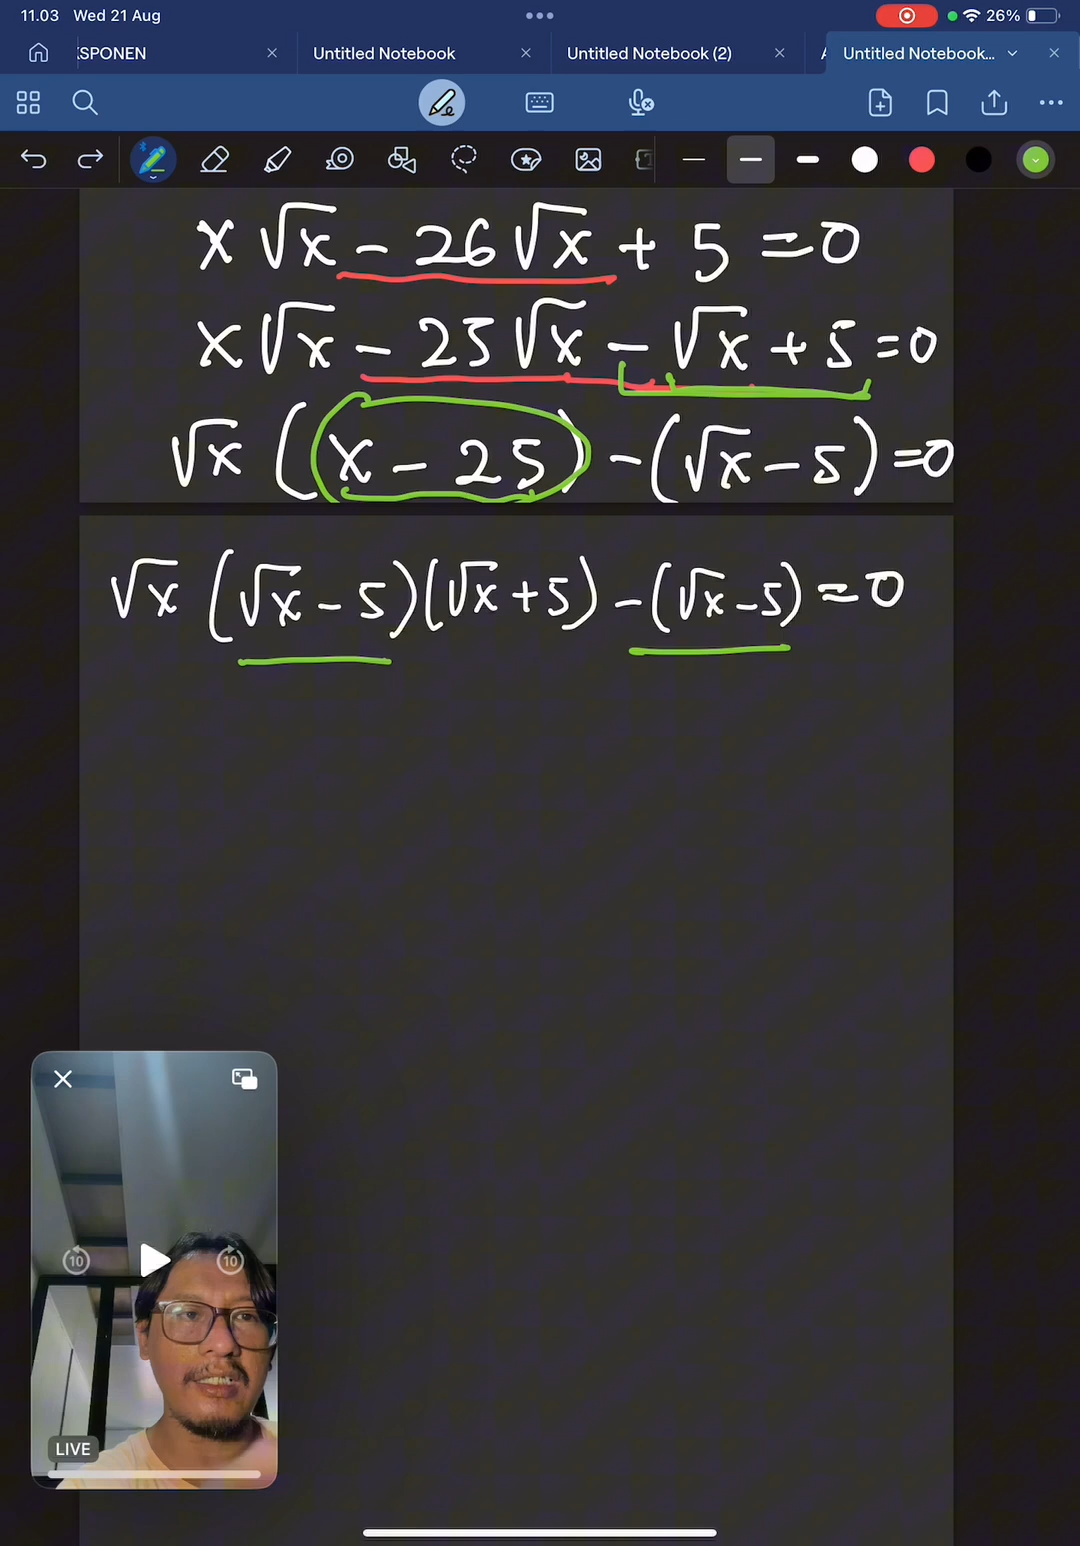 11.03 Wed 21 Aug
26%
KSPONEN
Untitled Notebook
Untitled Notebook (2)
Untitled Notebook...
x √x − 26 √x + 5 = 0
x √x − 25 √x − √x + 5 = 0
√x ( x − 25 ) − (√x − 5) = 0
√x (√x − 5)(√x + 5) − (√x − 5) = 0
10
10
LIVE